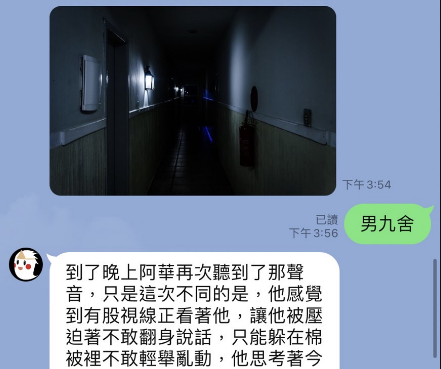 下午3:54
已讀
下午3:56
男九舍
到了晚上阿華再次聽到了那聲
音，只是這次不同的是，他感覺
到有股視線正看著他，讓他被壓
迫著不敢翻身說話，只能躲在棉
被裡不敢輕舉亂動，他思考著今